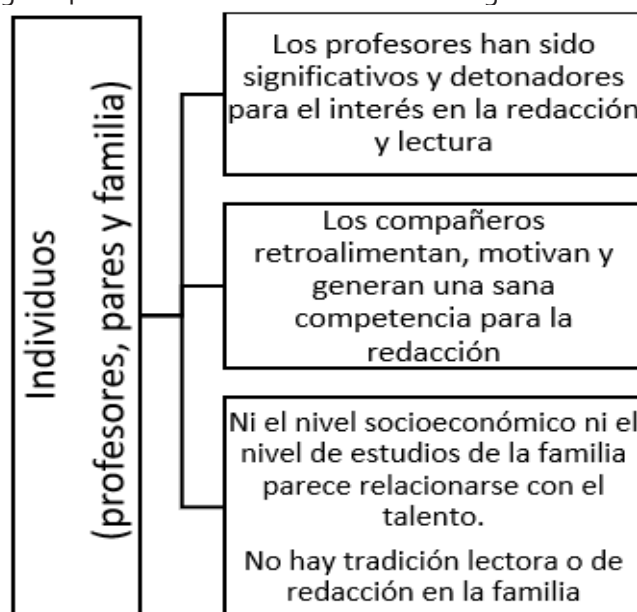 Individuos
(profesores, pares y familia)
Los profesores han sido
significativos y detonadores
para el interés en la redacción
y lectura
Los compañeros
retroalimentan, motivan y
generan una sana
competencia para la
redacción
Ni el nivel socioeconómico ni el
nivel de estudios de la familia
parece relacionarse con el
talento.
No hay tradición lectora o de
redacción en la familia